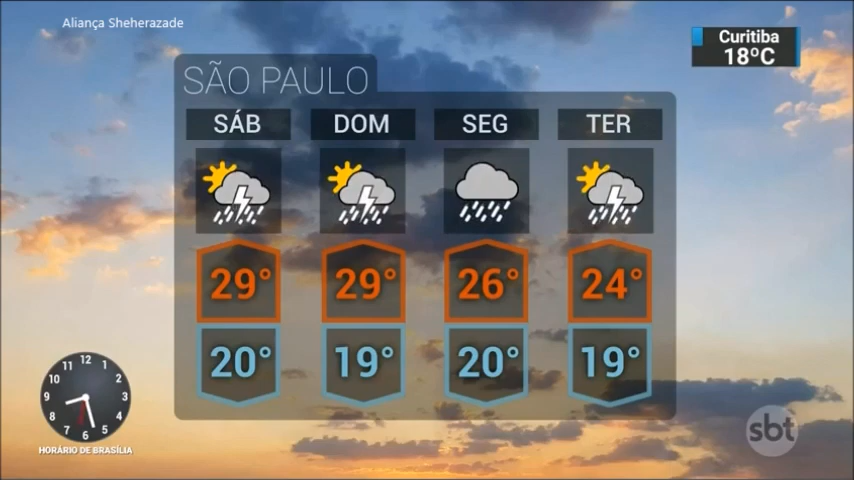 Aliança Sheherazade
Curitiba
18ºC
SÃO PAULO
SÁB DOM SEG TER
29° 29° 26° 24°
20° 19° 20° 19°
12
11 1
10 2
9 3
8 4
7 5
6
HORÁRIO DE BRASÍLIA
sbt